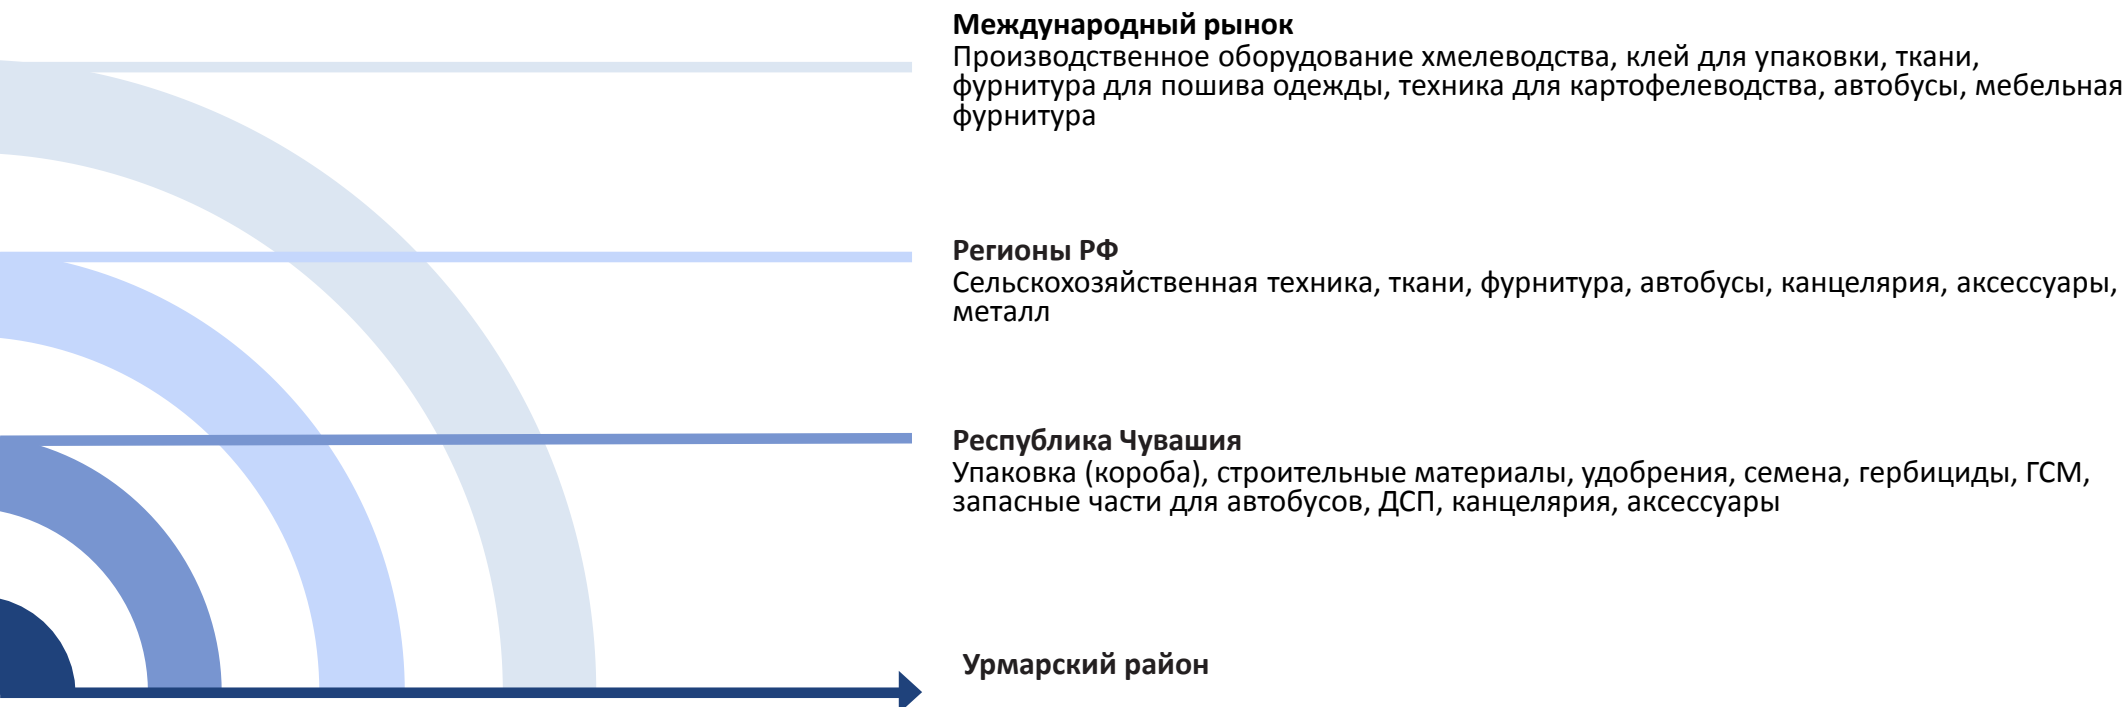 Международный рынок
Производственное оборудование хмелеводства, клей для упаковки, ткани,
фурнитура для пошива одежды, техника для картофелеводства, автобусы, мебельная
фурнитура
Регионы РФ
Сельскохозяйственная техника, ткани, фурнитура, автобусы, канцелярия, аксессуары,
металл
Республика Чувашия
Упаковка (короба), строительные материалы, удобрения, семена, гербициды, ГСМ,
запасные части для автобусов, ДСП, канцелярия, аксессуары
Урмарский район